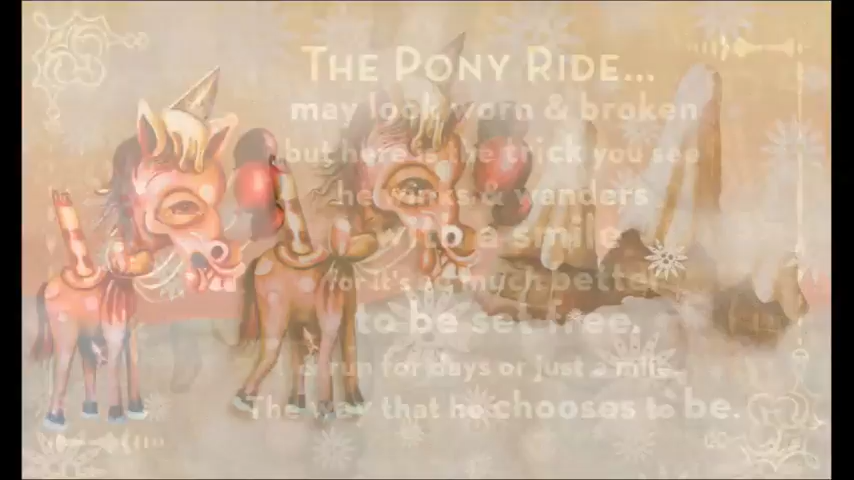 THE PONY RIDE...
may look worn & broken
but here is the trick you see
he winks & wanders
with a smile
for it's so much better
to be set free,
& run for days or just a mile
The way that he chooses to be.